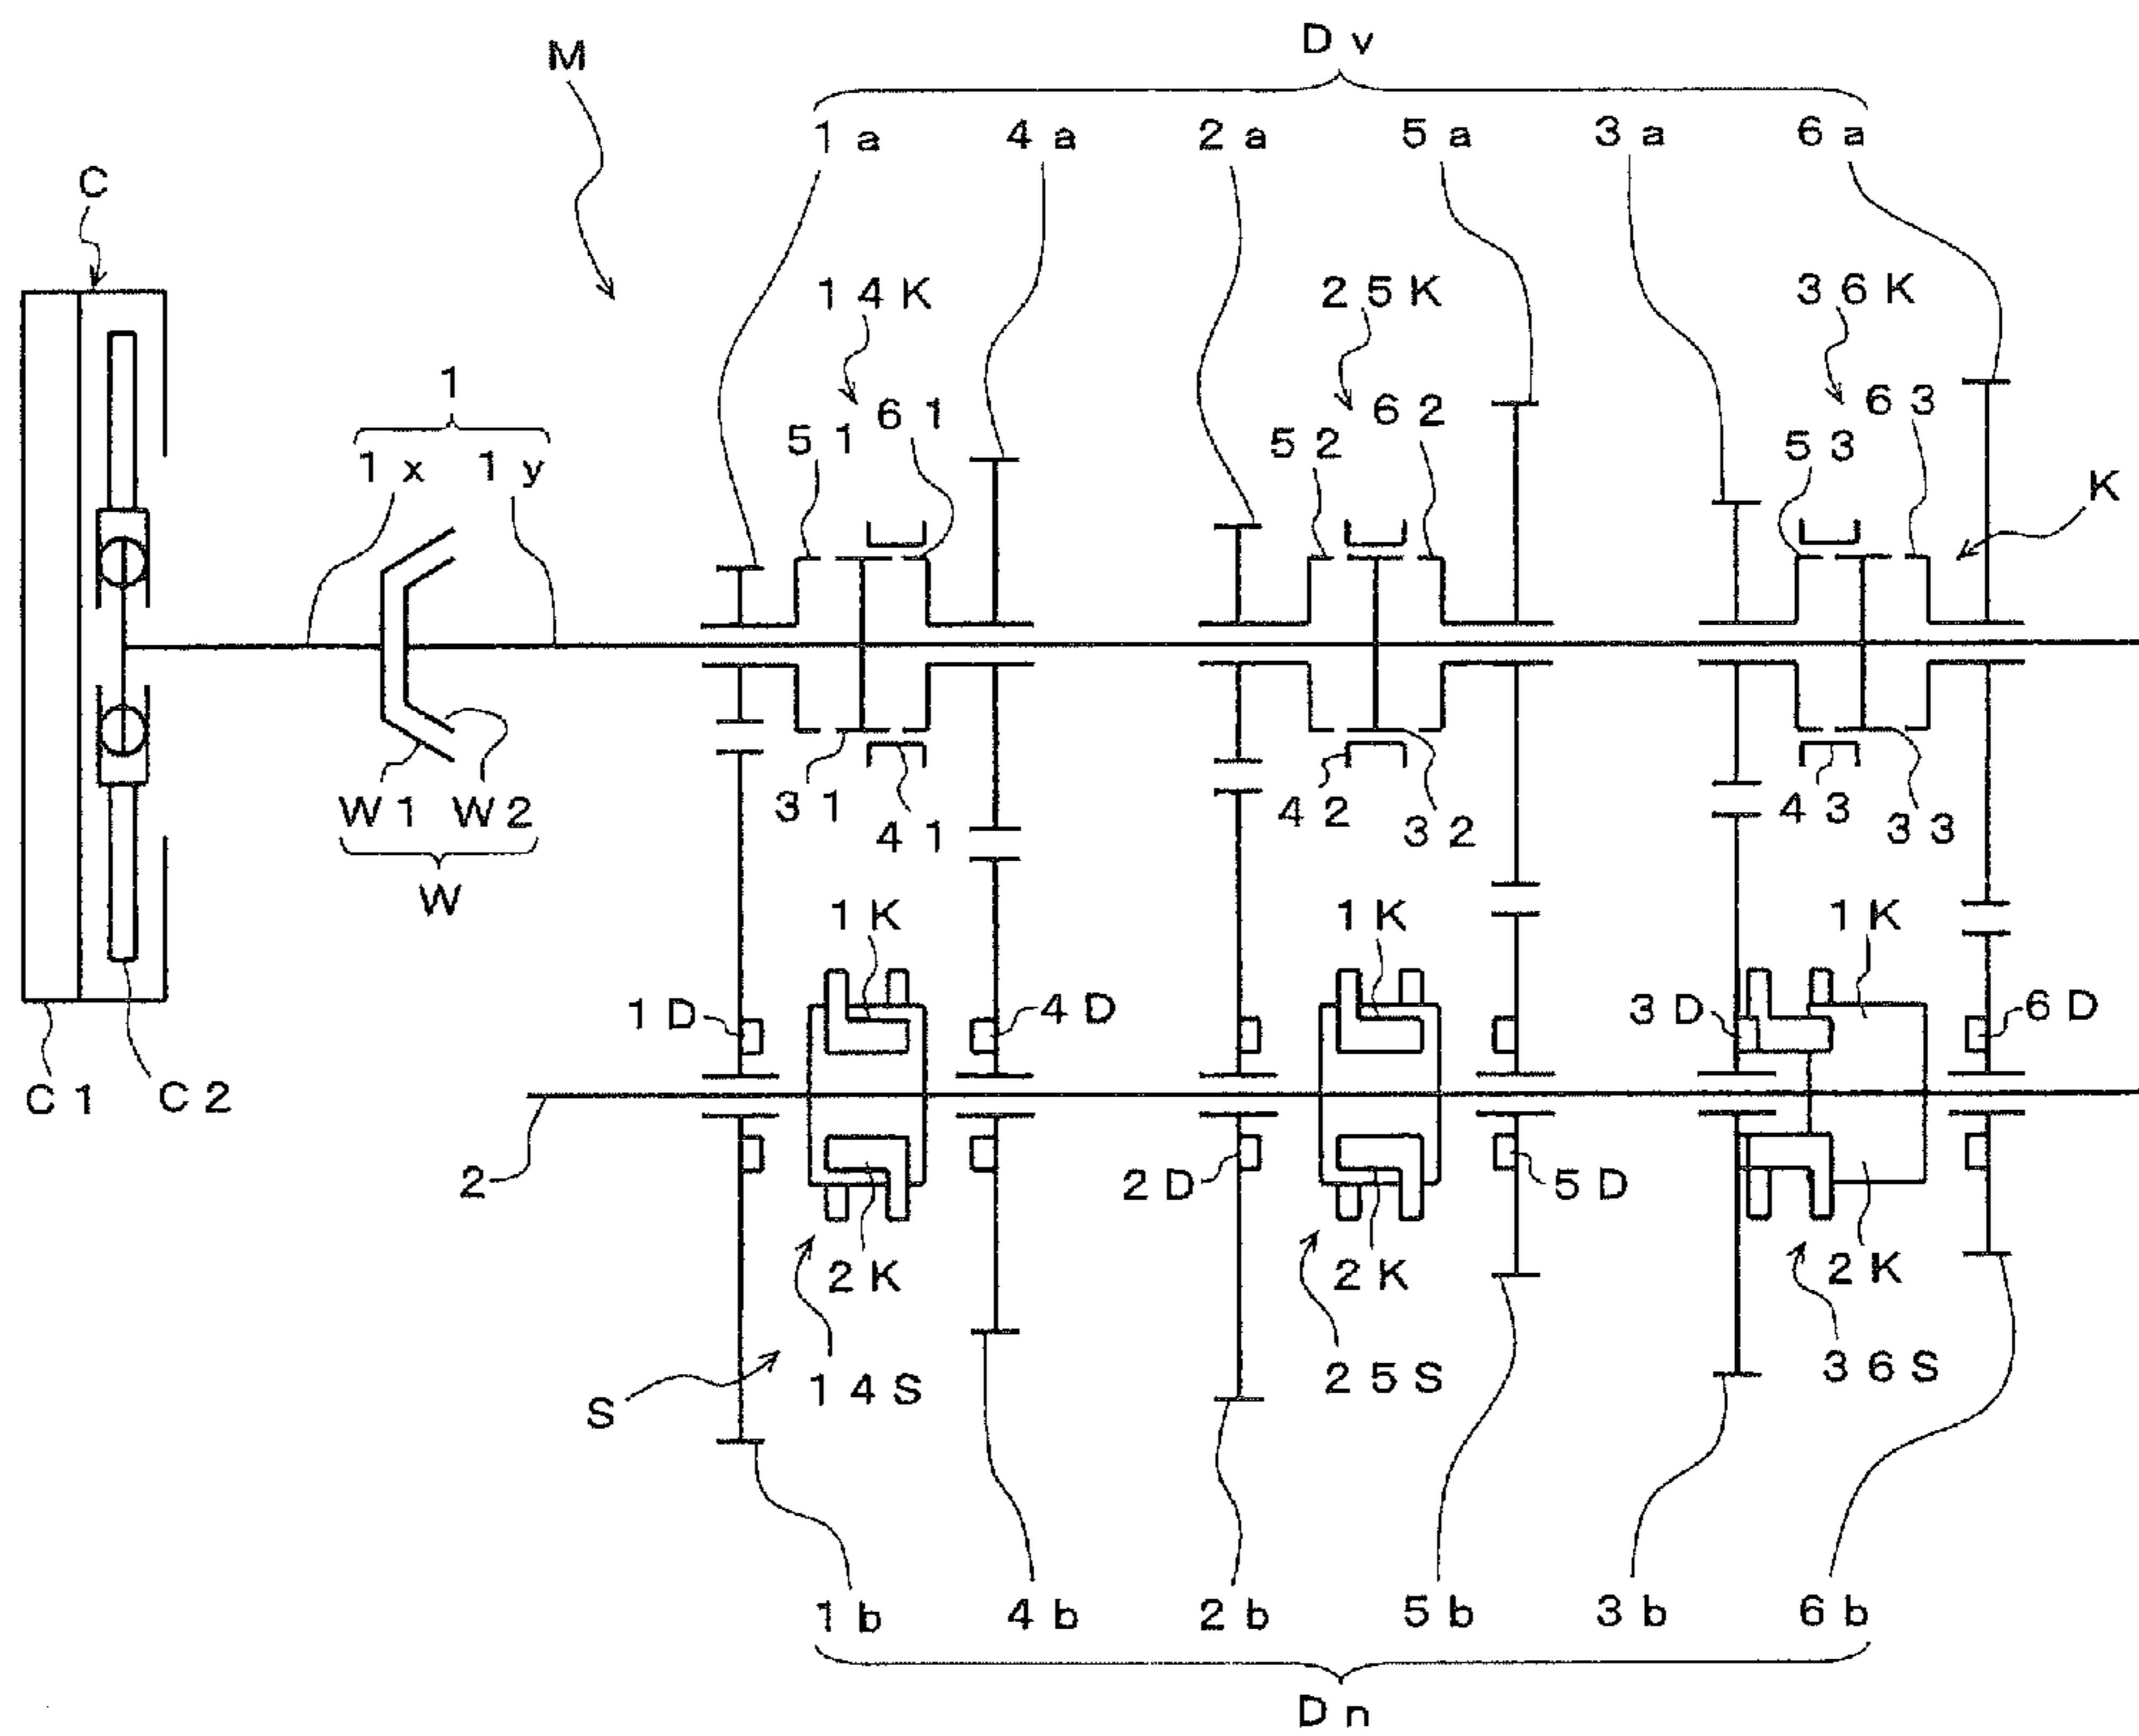 D v
M
1 a 4 a 2 a 5 a 3 a 6 a
C
1 4 K 2 5 K 3 6 K
1
6 1 6 2 6 3
5 1 5 2 5 3
1 x 1 y K
W 1 W 2 3 1 4 1 4 2 3 2 4 3 3 3
W
1 K 1 K 1 K
1 D 4 D 3 D 6 D
C 1 C 2
2 2 D 5 D
2 K 2 K 2 K
S 1 4 S 2 5 S 3 6 S
1 b 4 b 2 b 5 b 3 b 6 b
D n